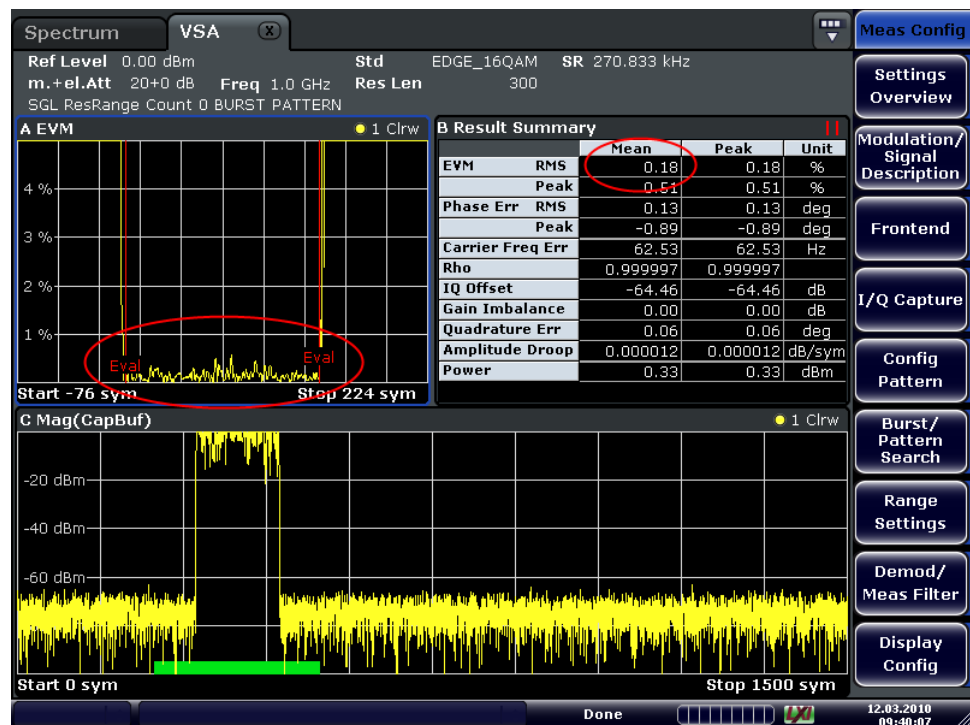 Spectrum VSA X
Ref Level 0.00 dBm Std EDGE_16QAM SR 270.833 kHz
m.+el.Att 20+0 dB Freq 1.0 GHz Res Len 300
SGL ResRange Count 0 BURST PATTERN
A EVM 1 Clrw
4 %
3 %
2 %
1 %
Eval Eval
Start -76 sym Stop 224 sym
B Result Summary
Mean Peak Unit
EVM RMS 0.18 0.18 %
Peak 0.51 0.51 %
Phase Err RMS 0.13 0.13 deg
Peak -0.89 -0.89 deg
Carrier Freq Err 62.53 62.53 Hz
Rho 0.999997 0.999997
IQ Offset -64.46 -64.46 dB
Gain Imbalance 0.00 0.00 dB
Quadrature Err 0.06 0.06 deg
Amplitude Droop 0.000012 0.000012 dB/sym
Power 0.33 0.33 dBm
C Mag(CapBuf) 1 Clrw
-20 dBm
-40 dBm
-60 dBm
Start 0 sym Stop 1500 sym
Meas Config
Settings
Overview
Modulation/
Signal
Description
Frontend
I/Q Capture
Config
Pattern
Burst/
Pattern
Search
Range
Settings
Demod/
Meas Filter
Display
Config
Done LXI 12.03.2010
09:40:07